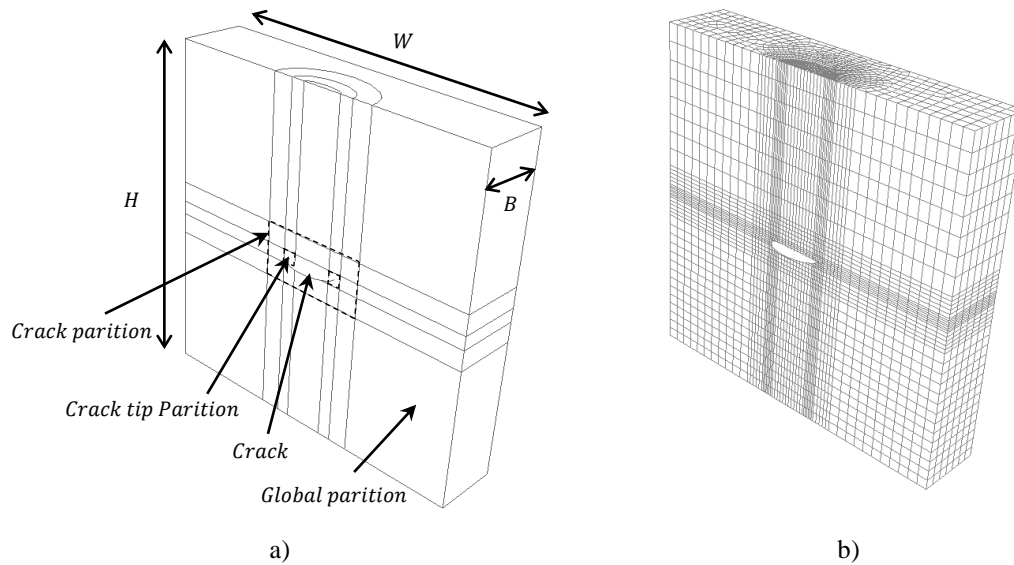 W
H
B
Crack parition
Crack tip Parition
Crack
Global parition
a)
b)